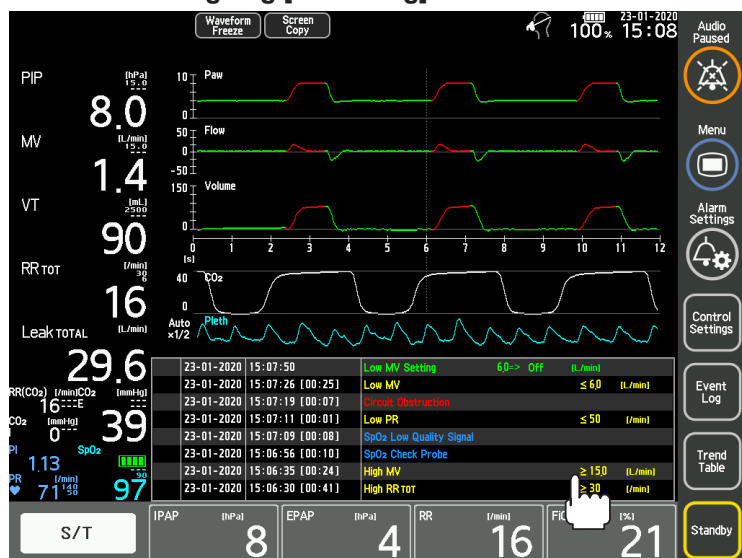 Waveform
Freeze
Screen
Copy
100%
23-01-2020
15:08
Audio
Paused
PIP
[hPa]
15.0
---
8.0
MV
[L/min]
15.0
---
1.4
VT
[mL]
2500
---
90
RR TOT
[/min]
30
6
16
Leak TOTAL
[L/min]
29.6
RR(CO2) [/min]
16
---
---
CO2 E
[mmHg]
---
---
39
CO2 I
[mmHg]
0
---
PI
1.13
SpO2
90
97
PR [/min]
71
140
50
10
Paw
0
50
Flow
0
-50
150
Volume
0
0 1 2 3 4 5 6 7 8 9 10 11 12
[s]
40
CO2
0
Auto
×1/2
Pleth
23-01-2020 15:07:50 Low MV Setting 6.0=> Off [L/min]
23-01-2020 15:07:26 [00:25] Low MV ≤ 6.0 [L/min]
23-01-2020 15:07:19 [00:07] Circuit Obstruction
23-01-2020 15:07:11 [00:01] Low PR ≤ 50 [/min]
23-01-2020 15:07:09 [00:08] SpO2 Low Quality Signal
23-01-2020 15:06:56 [00:10] SpO2 Check Probe
23-01-2020 15:06:35 [00:24] High MV ≥ 15.0 [L/min]
23-01-2020 15:06:30 [00:41] High RR TOT ≥ 30 [/min]
Menu
Alarm
Settings
Control
Settings
Event
Log
Trend
Table
Standby
S/T
IPAP [hPa]
8
EPAP [hPa]
4
RR [/min]
16
[%]
21